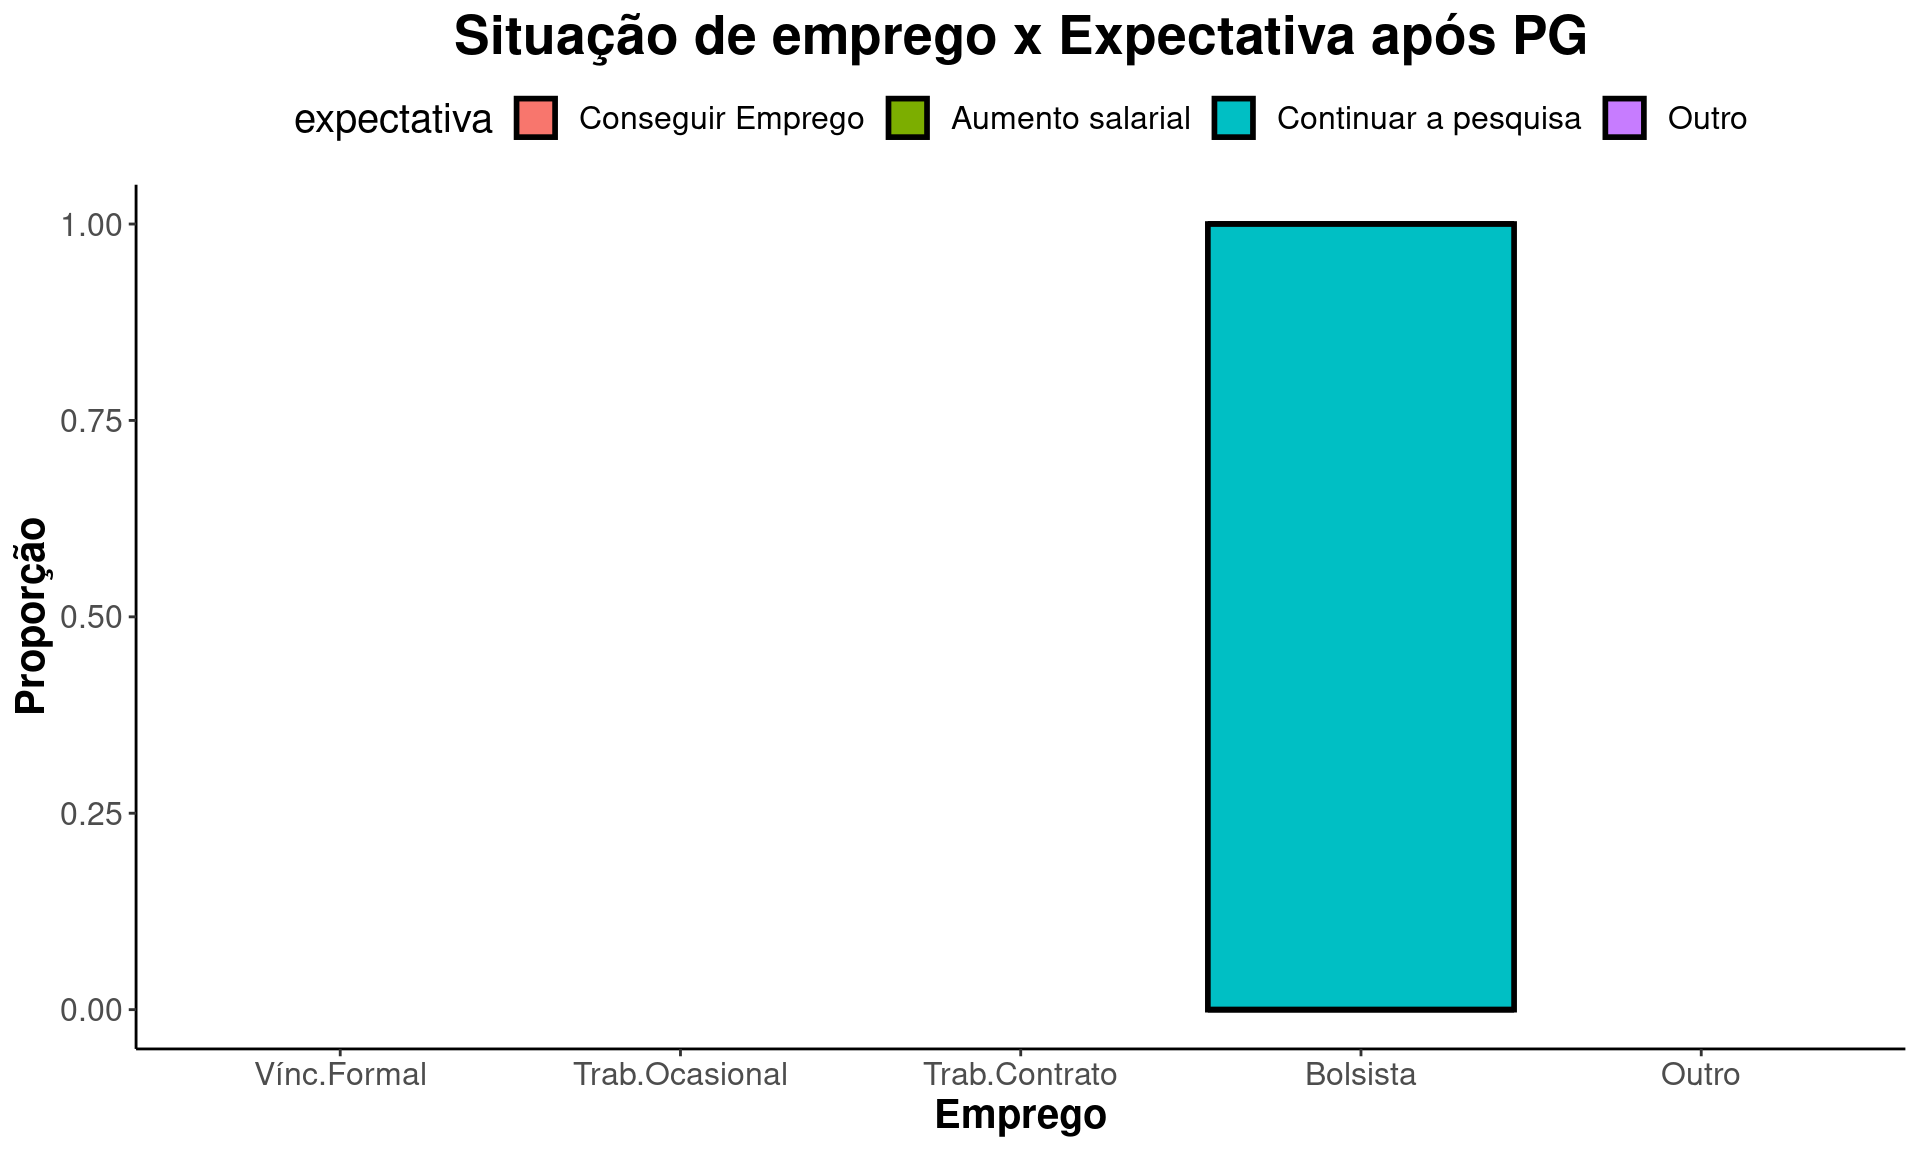 Situação de emprego x Expectativa após PG
expectativa Conseguir Emprego Aumento salarial Continuar a pesquisa Outro
Proporção
1.00
0.75
0.50
0.25
0.00
Vínc.Formal Trab.Ocasional Trab.Contrato Bolsista Outro
Emprego